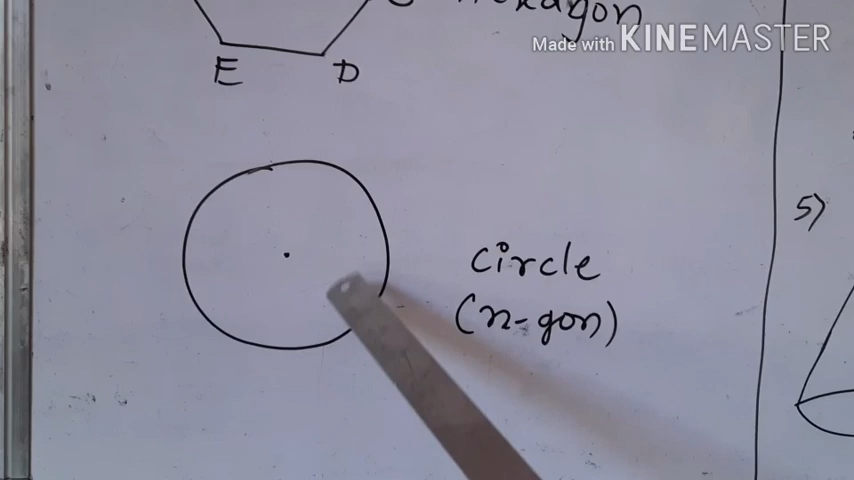 Hexagon
Made with KINEMASTER
E D
5)
circle
(n-gon)